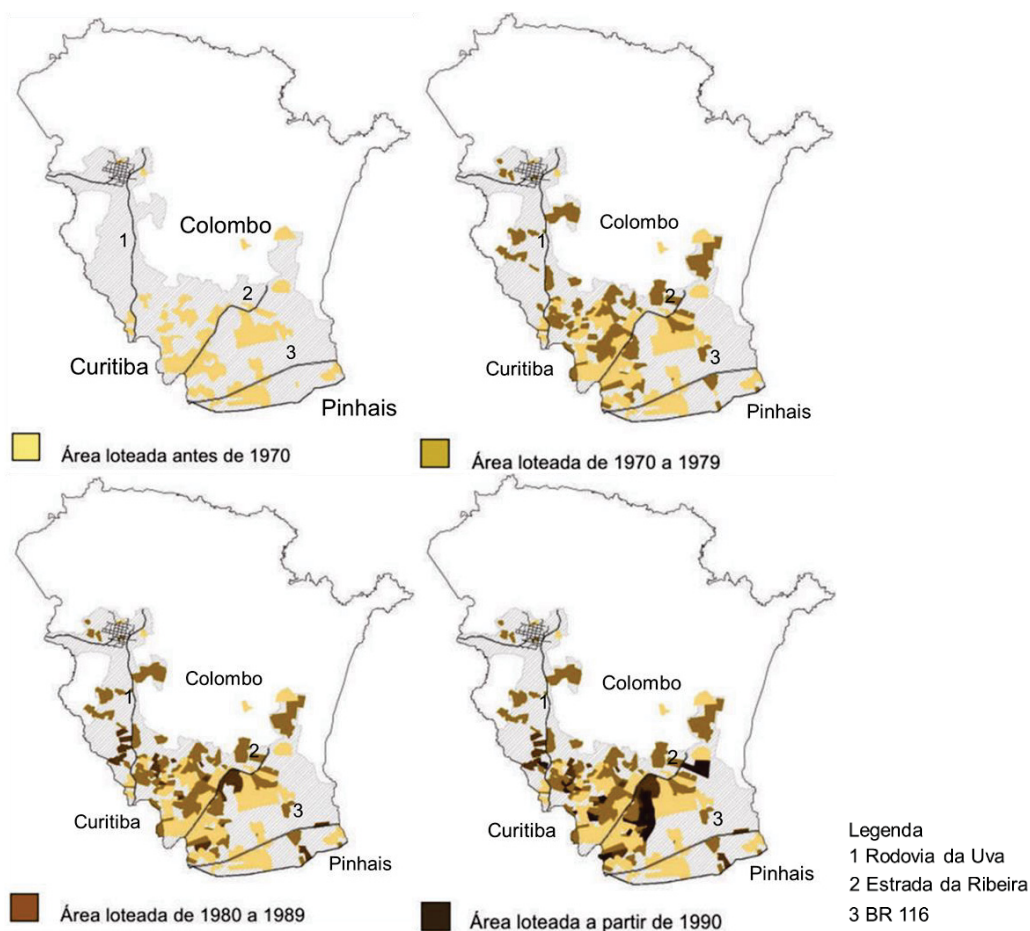 1
Colombo
2
3
Curitiba
Pinhais
Área loteada antes de 1970
1
Colombo
2
3
Curitiba
Pinhais
Área loteada de 1970 a 1979
1
Colombo
2
3
Curitiba
Pinhais
Área loteada de 1980 a 1989
1
Colombo
2
3
Curitiba
Pinhais
Área loteada a partir de 1990
Legenda
1 Rodovia da Uva
2 Estrada da Ribeira
3 BR 116